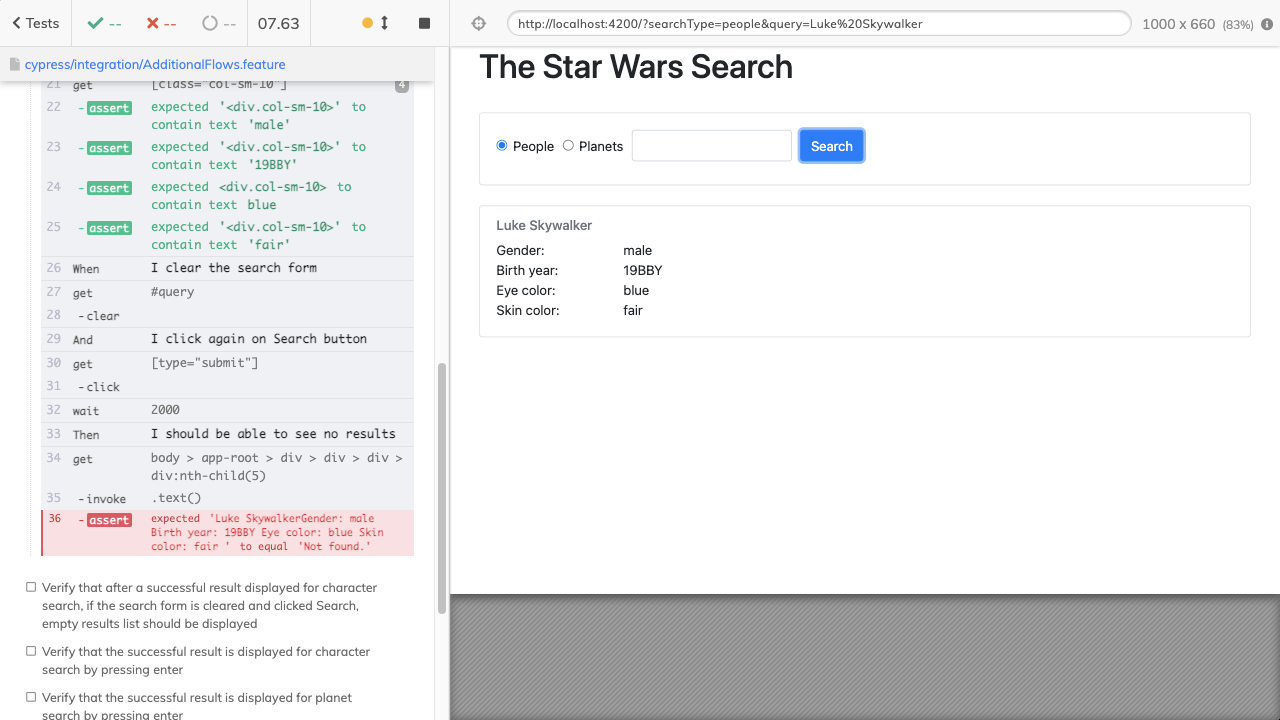 Tests
--
--
--
07.63
http://localhost:4200/?searchType=people&query=Luke%20Skywalker
1000 x 660 (83%)
cypress/integration/AdditionalFlows.feature
21 get [class="col-sm-10"] 4
22 - assert expected '<div.col-sm-10>' to
contain text 'male'
23 - assert expected '<div.col-sm-10>' to
contain text '19BBY'
24 - assert expected <div.col-sm-10> to
contain text blue
25 - assert expected '<div.col-sm-10>' to
contain text 'fair'
26 When I clear the search form
27 get #query
28 - clear
29 And I click again on Search button
30 get [type="submit"]
31 - click
32 wait 2000
33 Then I should be able to see no results
34 get body > app-root > div > div > div >
div:nth-child(5)
35 - invoke .text()
36 - assert expected 'Luke SkywalkerGender: male
Birth year: 19BBY Eye color: blue Skin
color: fair ' to equal 'Not found.'
Verify that after a successful result displayed for character
search, if the search form is cleared and clicked Search,
empty results list should be displayed
Verify that the successful result is displayed for character
search by pressing enter
Verify that the successful result is displayed for planet
search by pressing enter
The Star Wars Search
People Planets Search
Luke Skywalker
Gender: male
Birth year: 19BBY
Eye color: blue
Skin color: fair